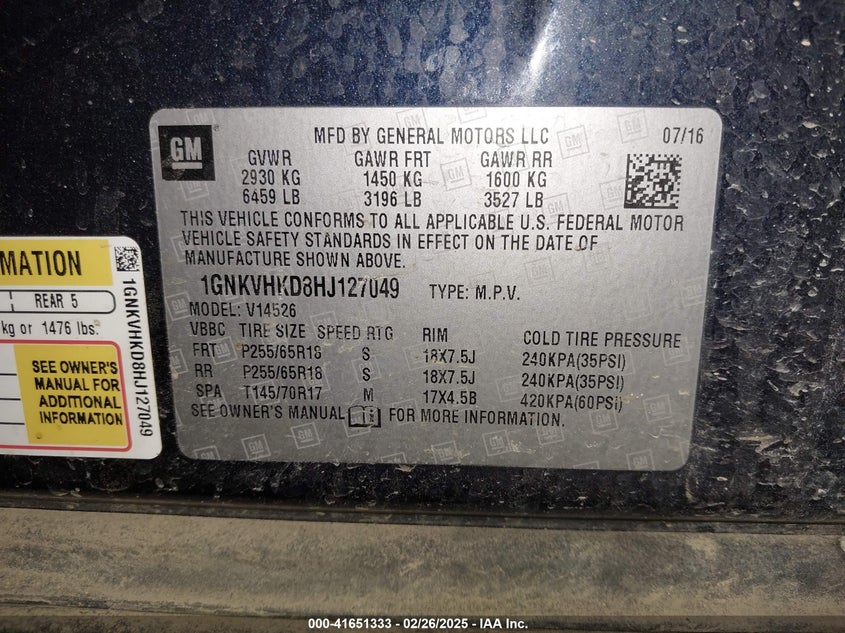 GM
MFD BY GENERAL MOTORS LLC 07/16
GVWR GAWR FRT GAWR RR
2930 KG 1450 KG 1600 KG
6459 LB 3196 LB 3527 LB
THIS VEHICLE CONFORMS TO ALL APPLICABLE U.S. FEDERAL MOTOR
VEHICLE SAFETY STANDARDS IN EFFECT ON THE DATE OF
MANUFACTURE SHOWN ABOVE.
1GNKVHKD8HJ127049 TYPE: M.P.V.
MODEL: V14526
VBBC TIRE SIZE SPEED RTG RIM COLD TIRE PRESSURE
FRT P255/65R18 S 18X7.5J 240KPA(35PSI)
RR P255/65R18 S 18X7.5J 240KPA(35PSI)
SPA T145/70R17 M 17X4.5B 420KPA(60PSI)
SEE OWNER'S MANUAL FOR MORE INFORMATION.
MATION
REAR 5
kg or 1476 lbs.
SEE OWNER'S
MANUAL FOR
ADDITIONAL
INFORMATION
1GNKVHKD8HJ127049
000-41651333 - 02/26/2025 - IAA Inc.